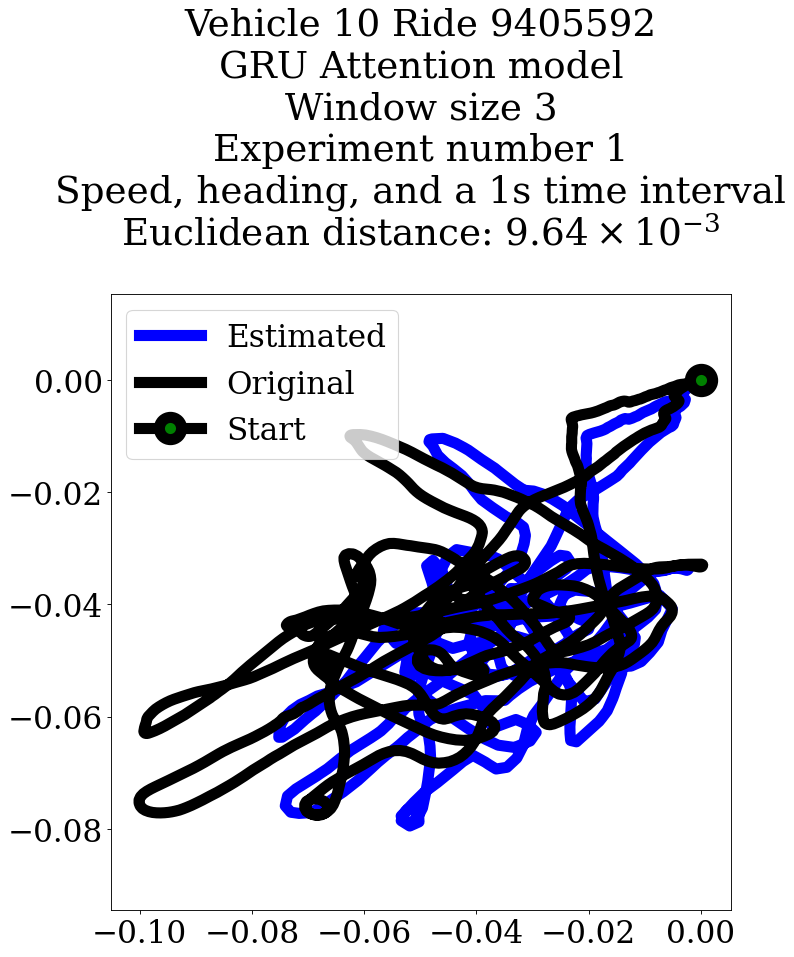 Vehicle 10 Ride 9405592
GRU Attention model
Window size 3
Experiment number 1
Speed, heading, and a 1s time interval
Euclidean distance: 9.64 × 10⁻³
Estimated
Original
Start
0.00
−0.02
−0.04
−0.06
−0.08
−0.10 −0.08 −0.06 −0.04 −0.02 0.00